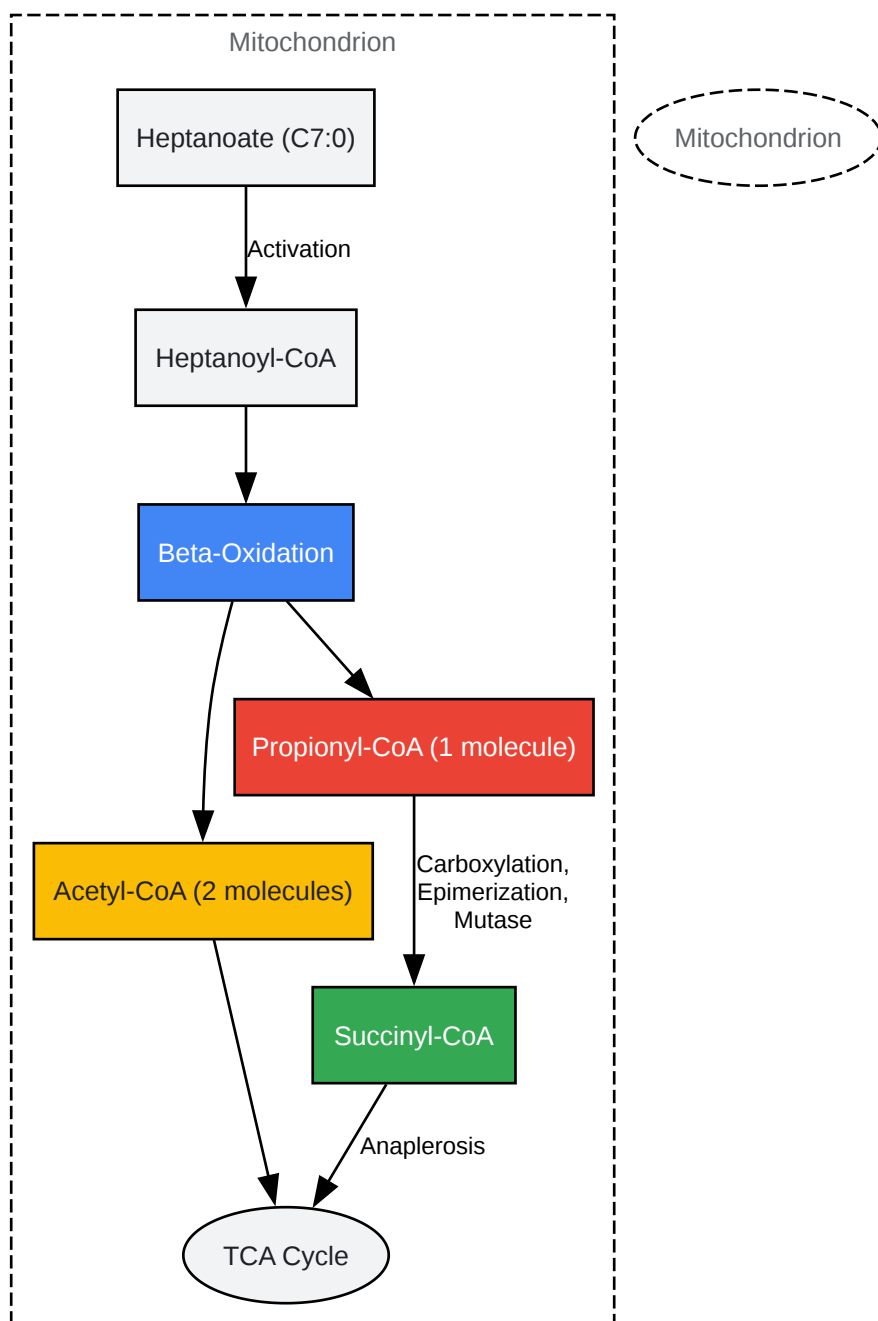 Mitochondrion
Heptanoate (C7:0)
Mitochondrion
Activation
Heptanoyl-CoA
Beta-Oxidation
Propionyl-CoA (1 molecule)
Carboxylation,
Epimerization,
Mutase
Acetyl-CoA (2 molecules)
Succinyl-CoA
Anaplerosis
TCA Cycle